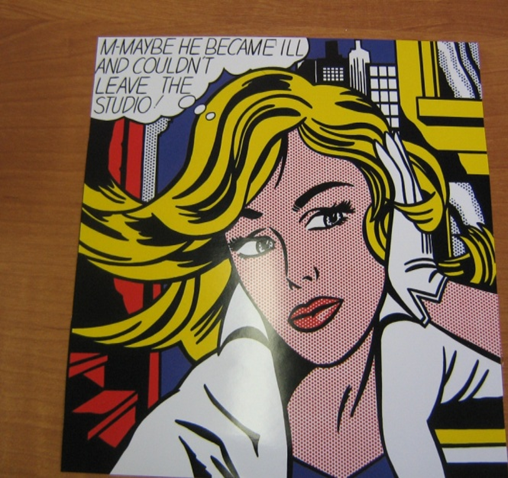 M-MAYBE HE BECAME ILL
AND COULDN'T
LEAVE THE
STUDIO!